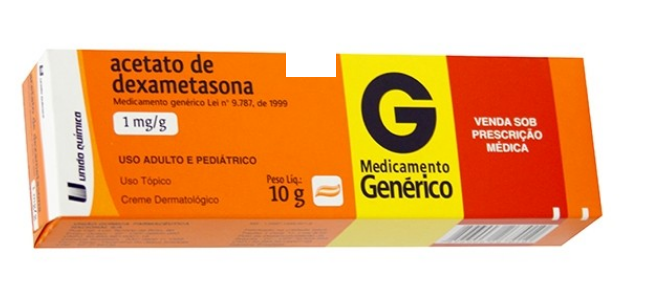 acetato de
dexametasona
Medicamento genérico Lei nº 9.787, de 1999
1 mg/g
USO ADULTO E PEDIÁTRICO
Uso Tópico
Creme Dermatológico
Peso Líq.:
10 g
união química
G
Medicamento
Genérico
VENDA SOB
PRESCRIÇÃO
MÉDICA